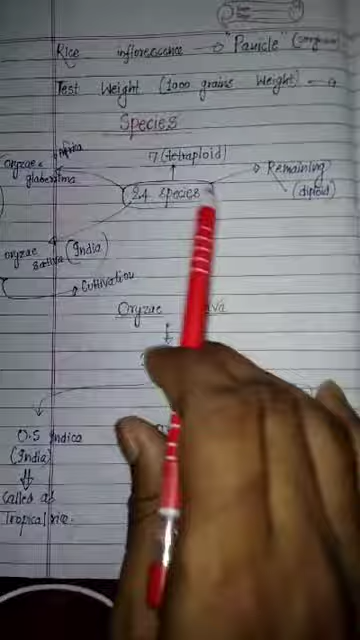 Rice inflorescence → "Panicle"
Test Weight (1000 grains Weight) -
Species
Africa
7 (tetraploid)
oryzae glaberima
Remaining
24 species
(diploid)
oryzae sativa (India)
Cultivation
Oryzae
O.S indica
(India)
Called as
Tropical rice.